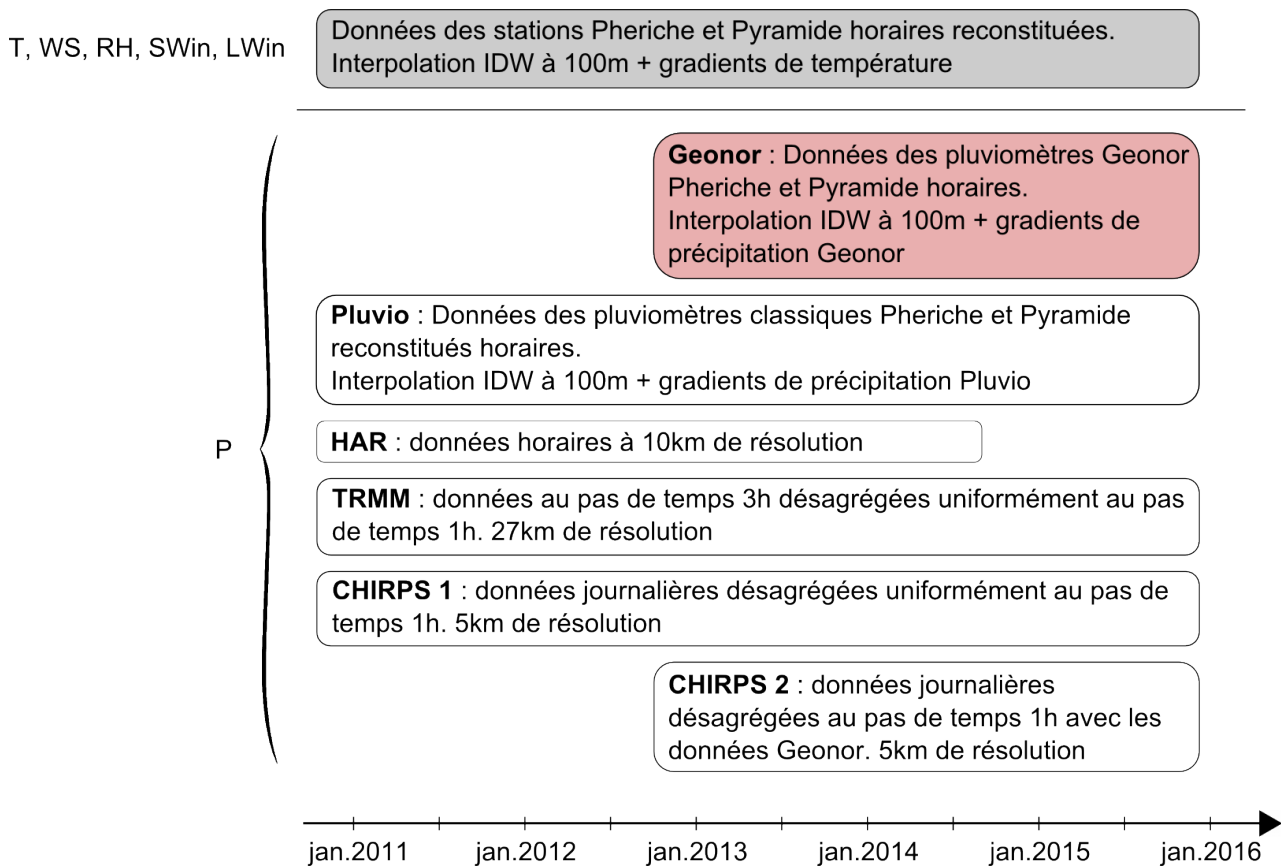 T, WS, RH, SWin, LWin
Données des stations Pheriche et Pyramide horaires reconstituées.
Interpolation IDW à 100m + gradients de température
P
Geonor : Données des pluviomètres Geonor
Pheriche et Pyramide horaires.
Interpolation IDW à 100m + gradients de
précipitation Geonor
Pluvio : Données des pluviomètres classiques Pheriche et Pyramide
reconstitués horaires.
Interpolation IDW à 100m + gradients de précipitation Pluvio
HAR : données horaires à 10km de résolution
TRMM : données au pas de temps 3h désagrégées uniformément au pas
de temps 1h. 27km de résolution
CHIRPS 1 : données journalières désagrégées uniformément au pas de
temps 1h. 5km de résolution
CHIRPS 2 : données journalières
désagrégées au pas de temps 1h avec les
données Geonor. 5km de résolution
jan.2011 jan.2012 jan.2013 jan.2014 jan.2015 jan.2016